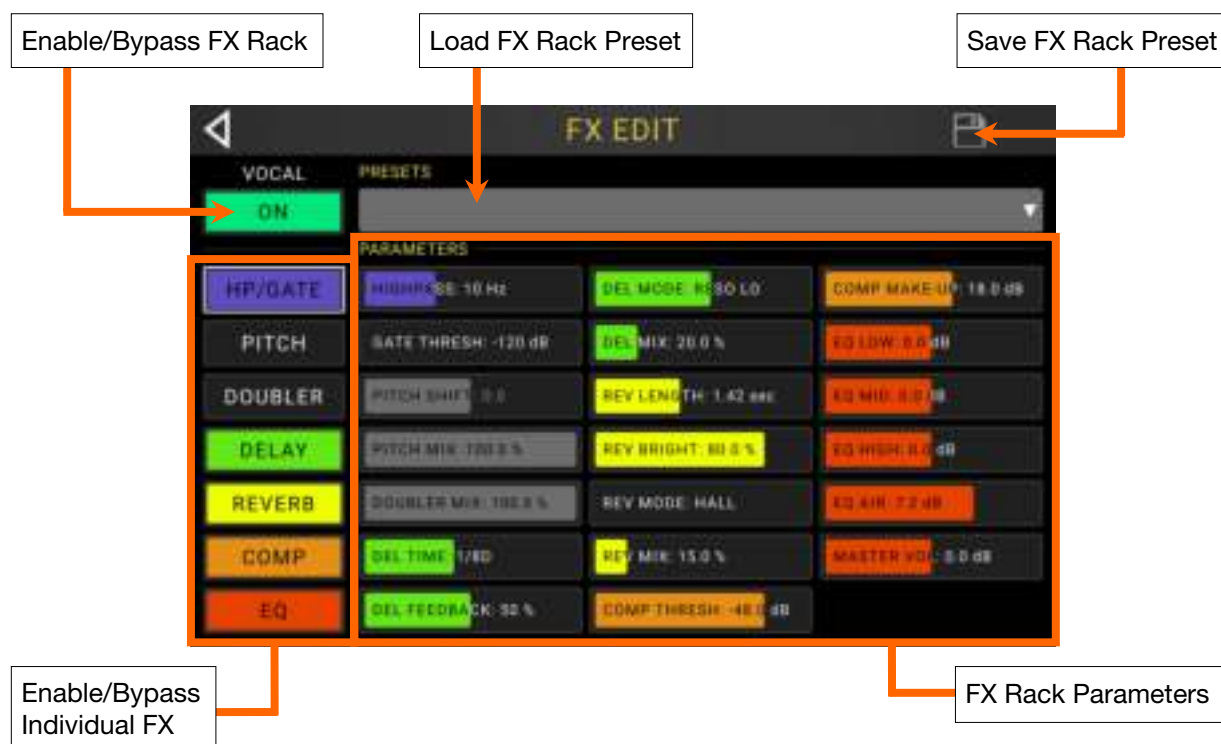 Enable/Bypass FX Rack
Load FX Rack Preset
Save FX Rack Preset
FX EDIT
VOCAL
PRESETS
ON
PARAMETERS
HP/GATE
HIGHPASS: 10 Hz
DEL MODE: RESO LO
COMP MAKE UP: 18.0 dB
PITCH
GATE THRESH: -120 dB
DEL MIX: 20.0 %
EQ LOW: 0.0 dB
DOUBLER
PITCH SHIFT: 0.0
REV LENGTH: 1.42 sec
EQ MID: 0.0 dB
DELAY
PITCH MIX: 100.0 %
REV BRIGHT: 80.0 %
EQ HIGH: 0.0 dB
REVERB
DOUBLER MIX: 100.0 %
REV MODE: HALL
EQ AIR: 7.2 dB
COMP
DEL TIME: 1/8D
REV MIX: 15.0 %
MASTER VOL: 0.0 dB
EQ
DEL FEEDBACK: 50 %
COMP THRESH: -48.0 dB
Enable/Bypass
Individual FX
FX Rack Parameters